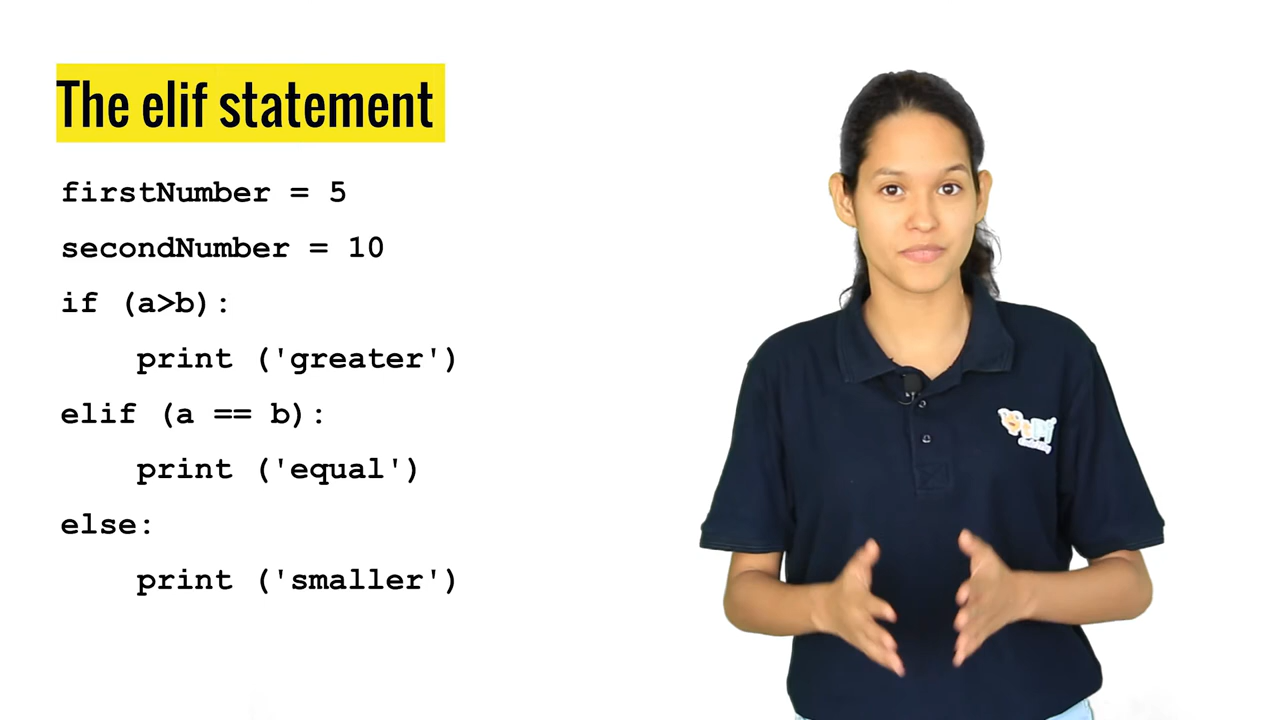 The elif statement
firstNumber = 5
secondNumber = 10
if (a>b):
    print ('greater')
elif (a == b):
    print ('equal')
else:
    print ('smaller')